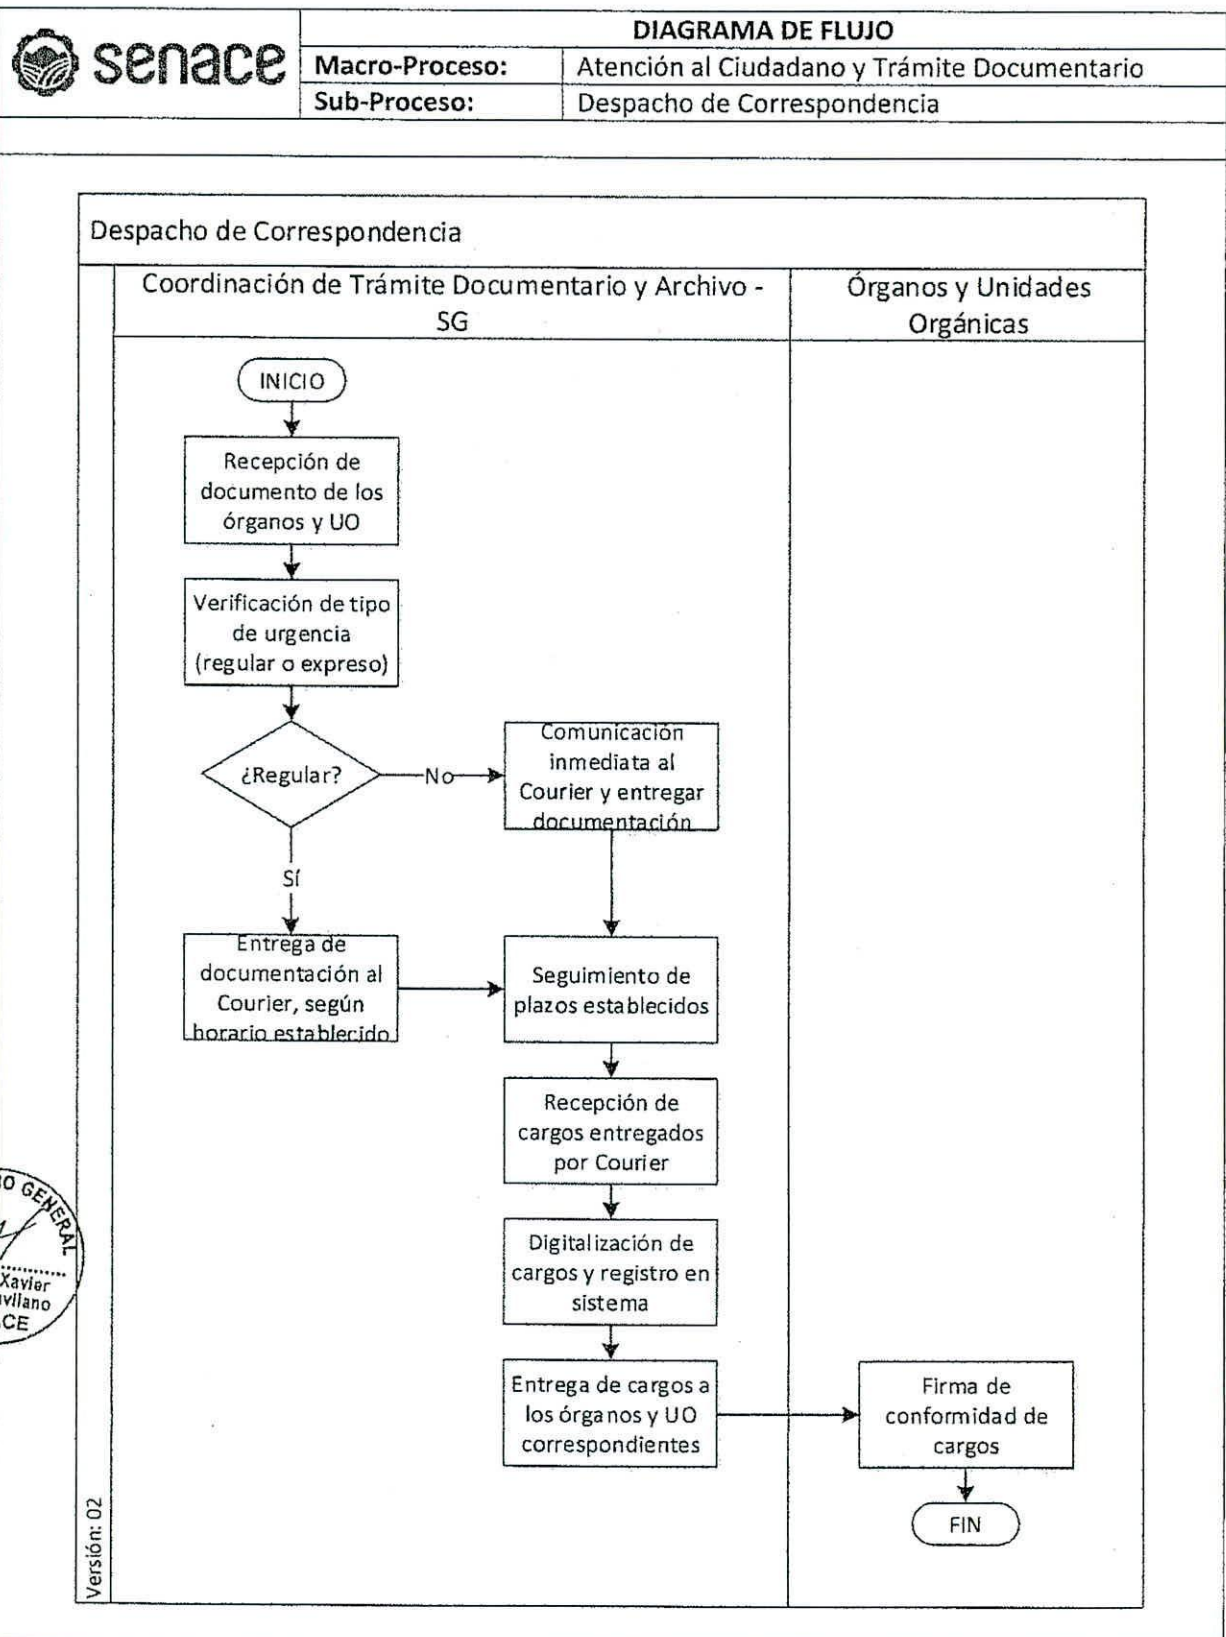 senace
DIAGRAMA DE FLUJO
Macro-Proceso: Atención al Ciudadano y Trámite Documentario
Sub-Proceso: Despacho de Correspondencia
Despacho de Correspondencia
Coordinación de Trámite Documentario y Archivo -
SG
Órganos y Unidades
Orgánicas
INICIO
Recepción de
documento de los
órganos y UO
Verificación de tipo
de urgencia
(regular o expreso)
¿Regular?
No
Comunicación
inmediata al
Courier y entregar
documentación
Sí
Entrega de
documentación al
Courier, según
horario establecido
Seguimiento de
plazos establecidos
Recepción de
cargos entregados
por Courier
Digitalización de
cargos y registro en
sistema
Entrega de cargos a
los órganos y UO
correspondientes
Firma de
conformidad de
cargos
FIN
Versión: 02
GENERAL
Xavier